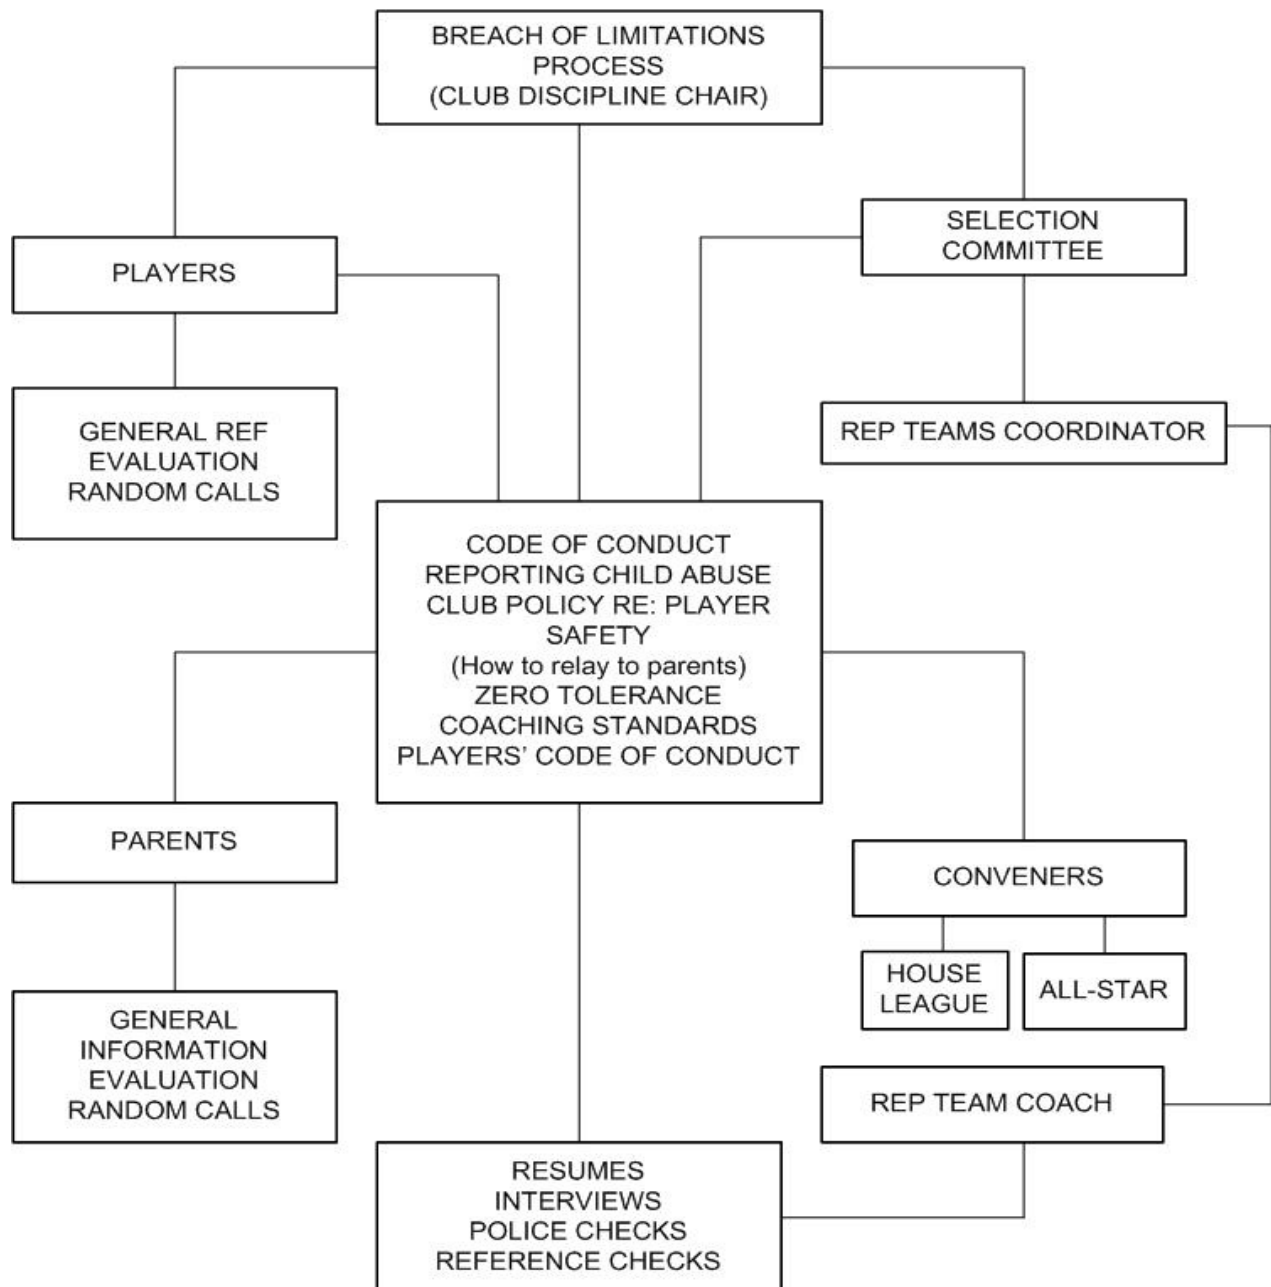 BREACH OF LIMITATIONS
PROCESS
(CLUB DISCIPLINE CHAIR)
SELECTION
COMMITTEE
PLAYERS
GENERAL REF
EVALUATION
RANDOM CALLS
REP TEAMS COORDINATOR
CODE OF CONDUCT
REPORTING CHILD ABUSE
CLUB POLICY RE: PLAYER
SAFETY
(How to relay to parents)
ZERO TOLERANCE
COACHING STANDARDS
PLAYERS’ CODE OF CONDUCT
PARENTS
CONVENERS
HOUSE
LEAGUE
ALL-STAR
GENERAL
INFORMATION
EVALUATION
RANDOM CALLS
REP TEAM COACH
RESUMES
INTERVIEWS
POLICE CHECKS
REFERENCE CHECKS